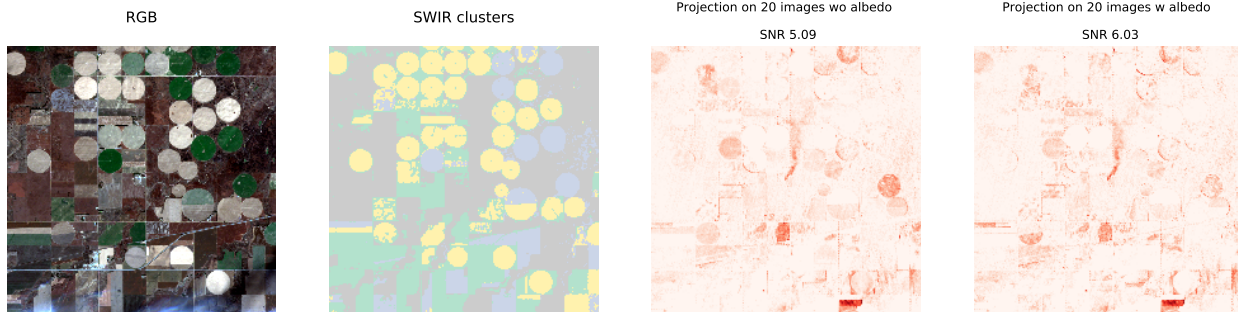 RGB
SWIR clusters
Projection on 20 images wo albedo
SNR 5.09
Projection on 20 images w albedo
SNR 6.03